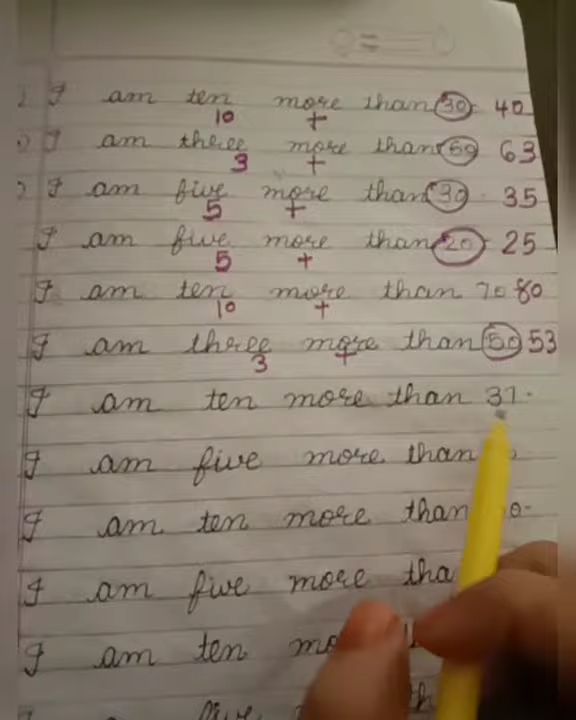 I am ten more than 30. 40
10 +
I am three more than 60 63
3 +
I am five more than 30. 35
5 +
I am five more than 20. 25
5 +
I am ten more than 70 80
10 +
I am three more than 50 53
3 +
I am ten more than 37.
I am five more than
I am ten more than
I am five more
I am ten
five